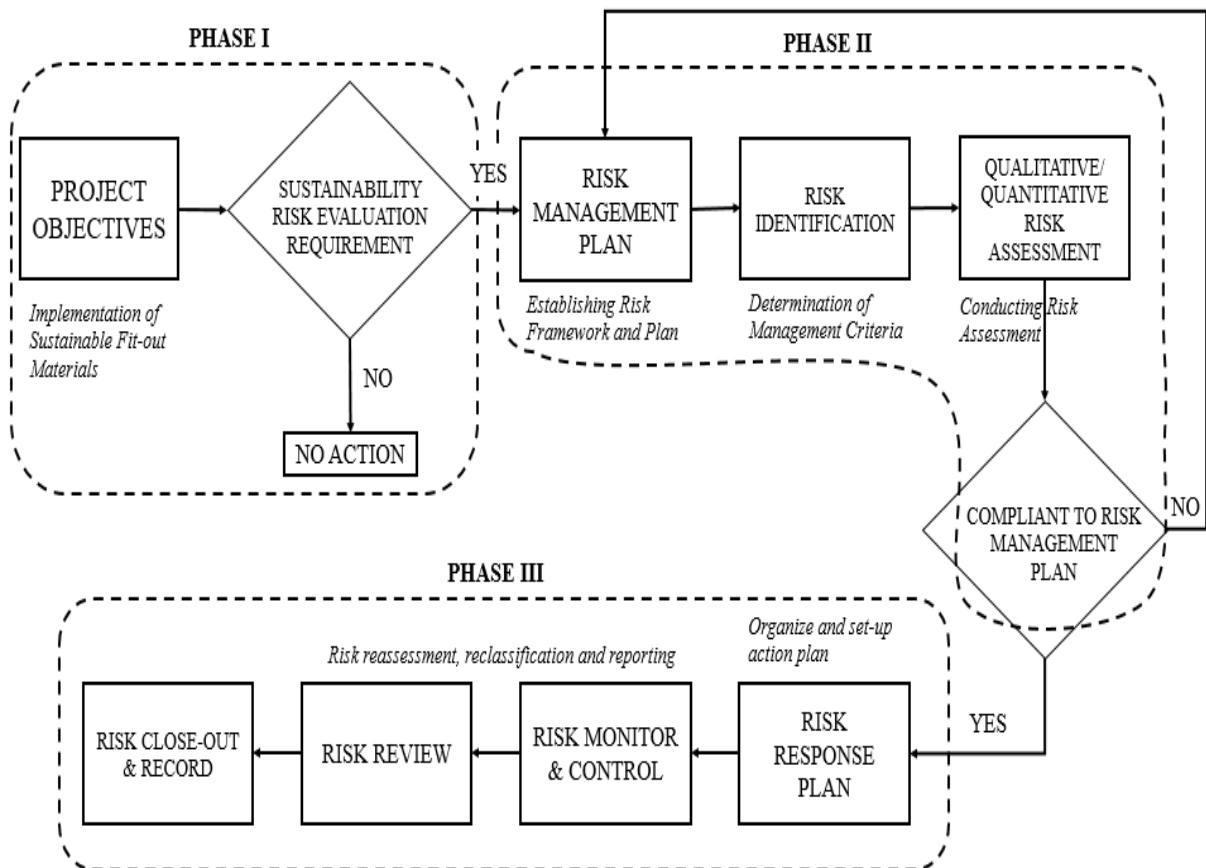 PHASE I
PROJECT
OBJECTIVES
Implementation of
Sustainable Fit-out
Materials
SUSTAINABILITY
RISK EVALUATION
REQUIREMENT
YES
NO
NO ACTION
PHASE II
RISK
MANAGEMENT
PLAN
Establishing Risk
Framework and Plan
RISK
IDENTIFICATION
Determination of
Management Criteria
QUALITATIVE/
QUANTITATIVE
RISK
ASSESSMENT
Conducting Risk
Assessment
COMPLIANT TO RISK
MANAGEMENT
PLAN
NO
YES
PHASE III
Organize and set-up
action plan
RISK
RESPONSE
PLAN
Risk reassessment, reclassification and reporting
RISK MONITOR
& CONTROL
RISK REVIEW
RISK CLOSE-OUT
& RECORD